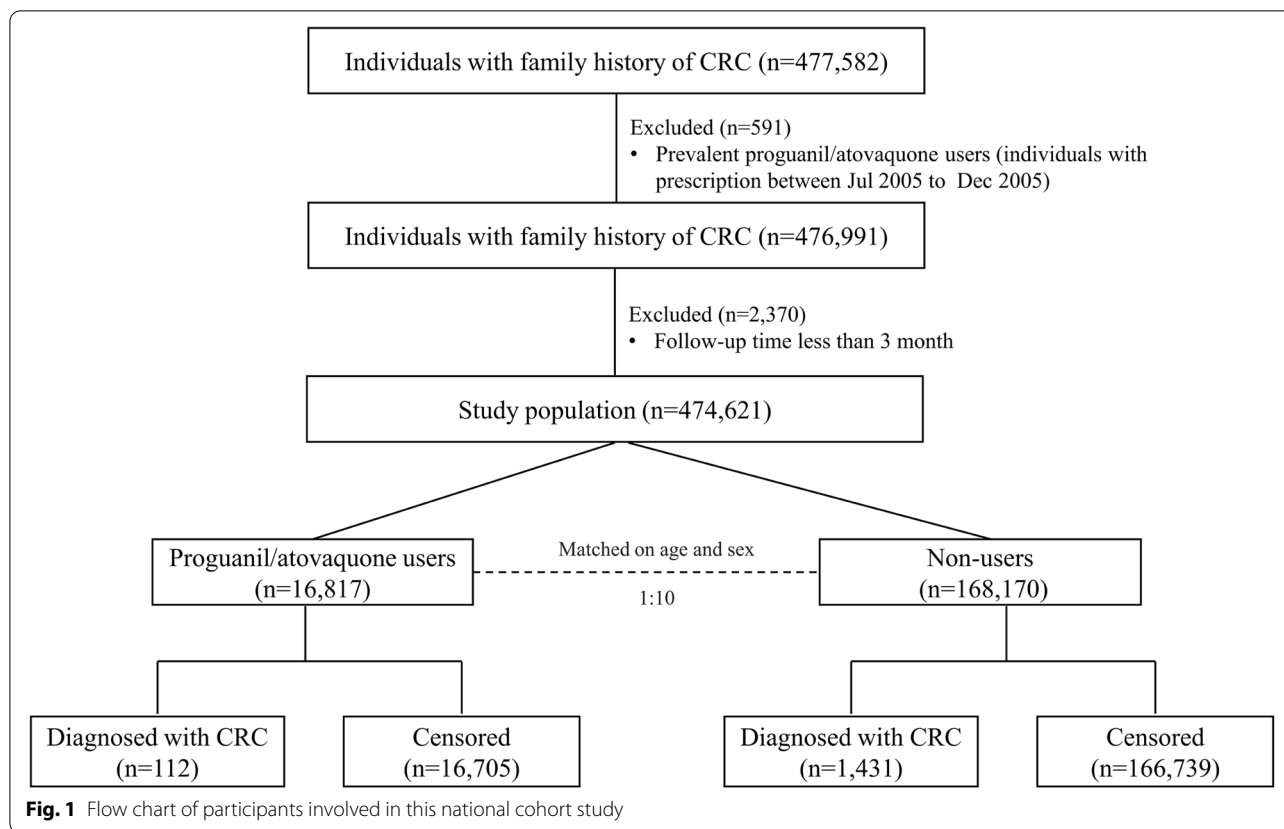 Individuals with family history of CRC (n=477,582)
Excluded (n=591)
• Prevalent proguanil/atovaquone users (individuals with
prescription between Jul 2005 to Dec 2005)
Individuals with family history of CRC (n=476,991)
Excluded (n=2,370)
• Follow-up time less than 3 month
Study population (n=474,621)
Proguanil/atovaquone users
(n=16,817)
Matched on age and sex
1:10
Non-users
(n=168,170)
Diagnosed with CRC
(n=112)
Censored
(n=16,705)
Diagnosed with CRC
(n=1,431)
Censored
(n=166,739)
Fig. 1 Flow chart of participants involved in this national cohort study